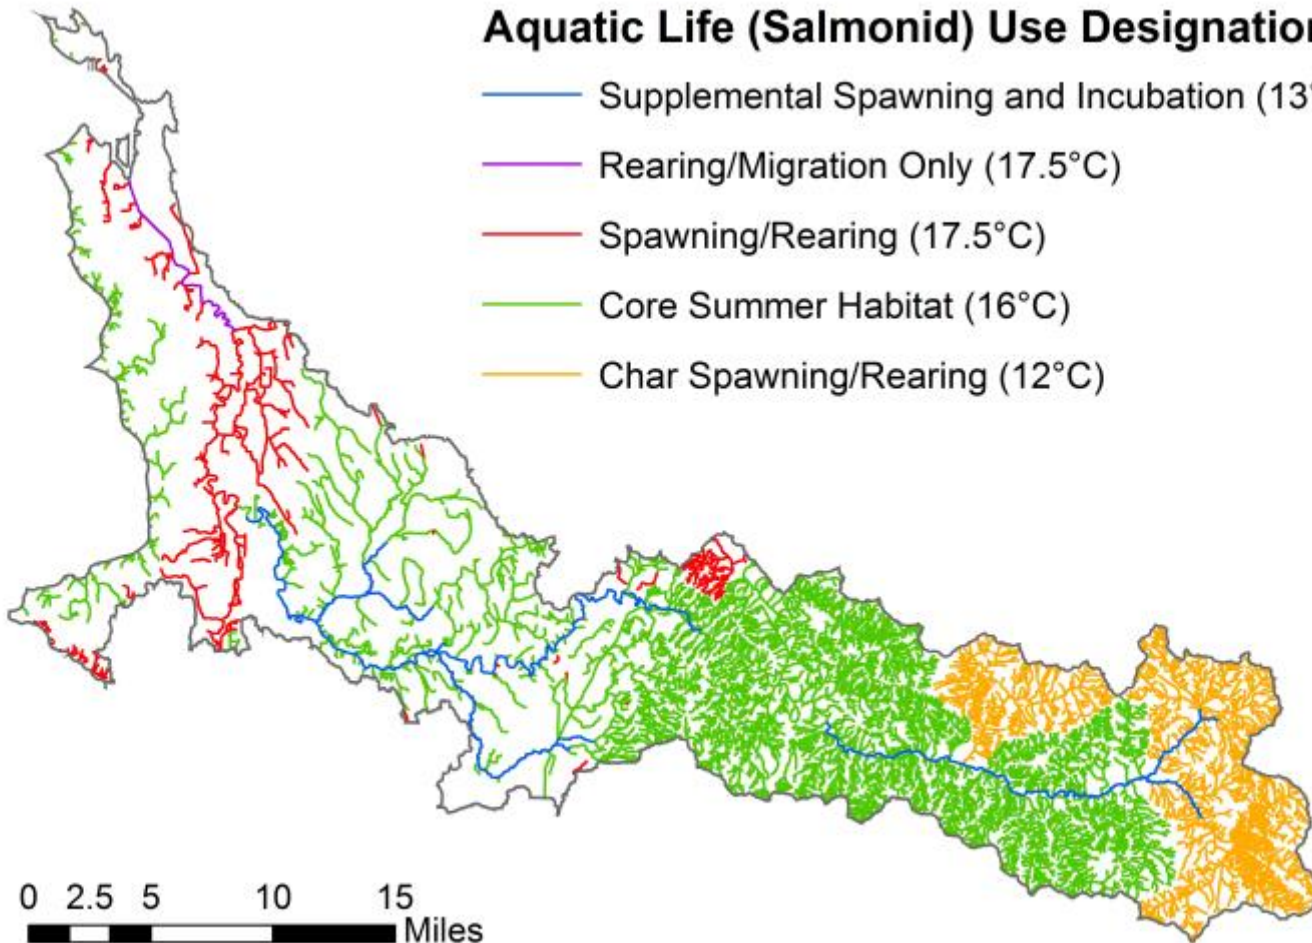 Aquatic Life (Salmonid) Use Designation
Supplemental Spawning and Incubation (13°
Rearing/Migration Only (17.5°C)
Spawning/Rearing (17.5°C)
Core Summer Habitat (16°C)
Char Spawning/Rearing (12°C)
0 2.5 5 10 15
Miles